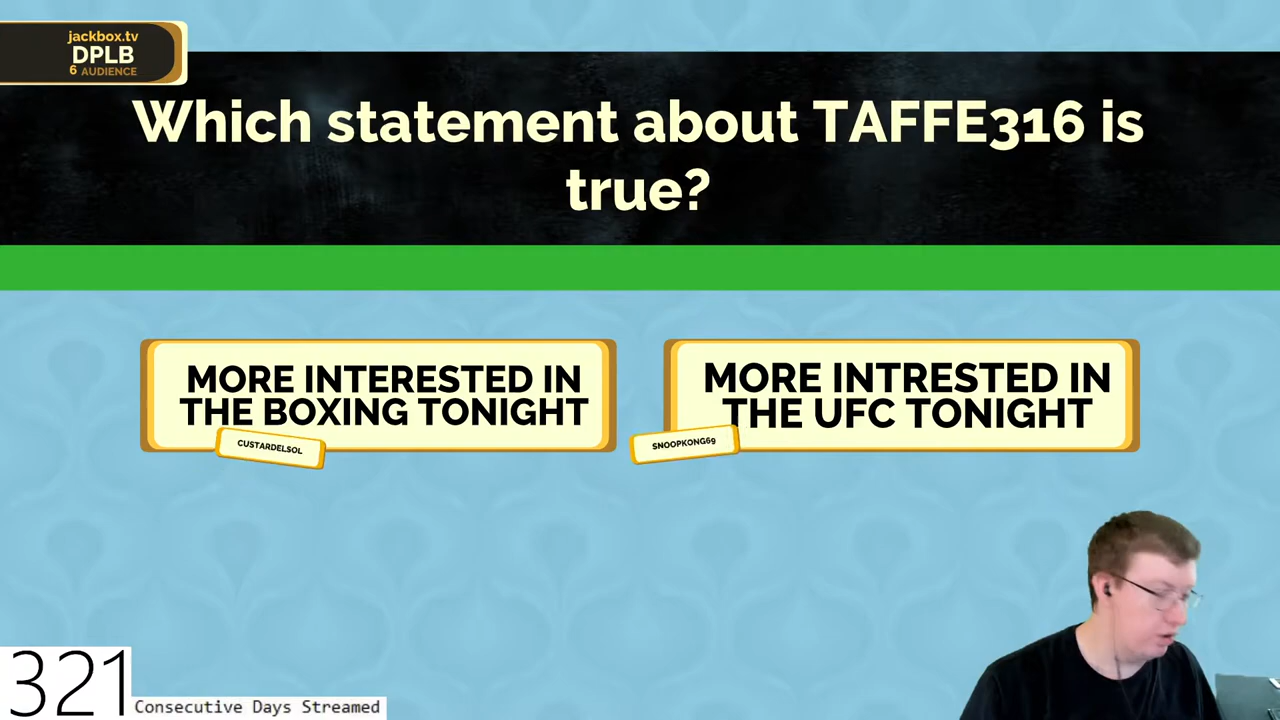 jackbox.tv
DPLB
6 AUDIENCE
Which statement about TAFFE316 is
true?
MORE INTERESTED IN
THE BOXING TONIGHT
CUSTARDELSOL
MORE INTRESTED IN
THE UFC TONIGHT
SNOOPKONG69
321 Consecutive Days Streamed